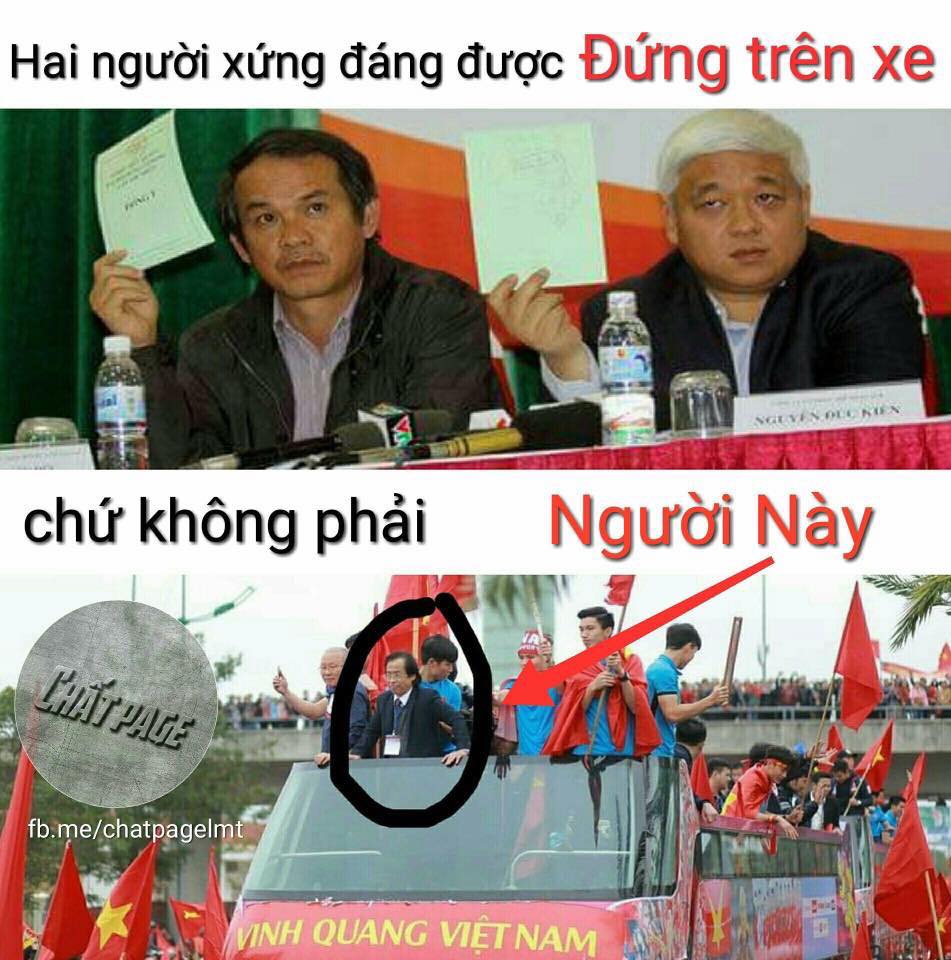 Hai người xứng đáng được Đứng trên xe
ĐỒNG Ý
NGUYỄN ĐỨC KIÊN
chứ không phải Người Này
CHẤT PAGE
fb.me/chatpagelmt
VINH QUANG VIỆT NAM